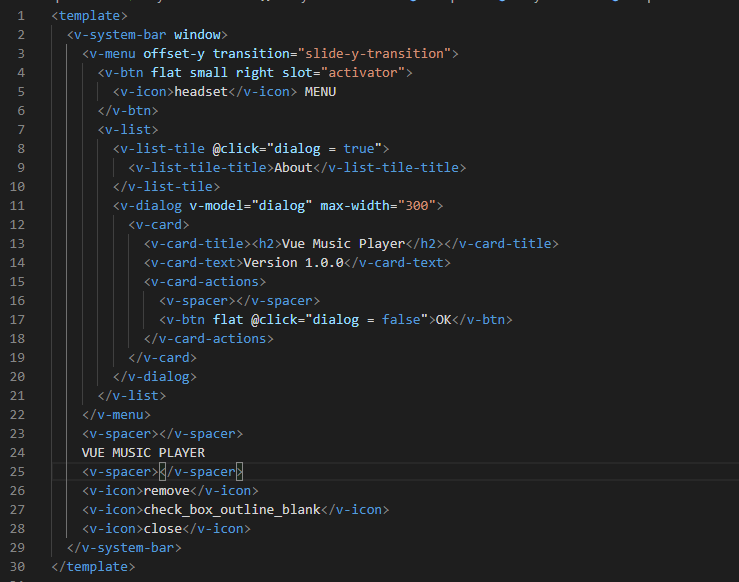 1 <template>
2   <v-system-bar window>
3     <v-menu offset-y transition="slide-y-transition">
4       <v-btn flat small right slot="activator">
5         <v-icon>headset</v-icon> MENU
6       </v-btn>
7       <v-list>
8         <v-list-tile @click="dialog = true">
9           <v-list-tile-title>About</v-list-tile-title>
10         </v-list-tile>
11         <v-dialog v-model="dialog" max-width="300">
12           <v-card>
13             <v-card-title><h2>Vue Music Player</h2></v-card-title>
14             <v-card-text>Version 1.0.0</v-card-text>
15             <v-card-actions>
16               <v-spacer></v-spacer>
17               <v-btn flat @click="dialog = false">OK</v-btn>
18             </v-card-actions>
19           </v-card>
20         </v-dialog>
21       </v-list>
22     </v-menu>
23     <v-spacer></v-spacer>
24     VUE MUSIC PLAYER
25     <v-spacer></v-spacer>
26     <v-icon>remove</v-icon>
27     <v-icon>check_box_outline_blank</v-icon>
28     <v-icon>close</v-icon>
29   </v-system-bar>
30 </template>